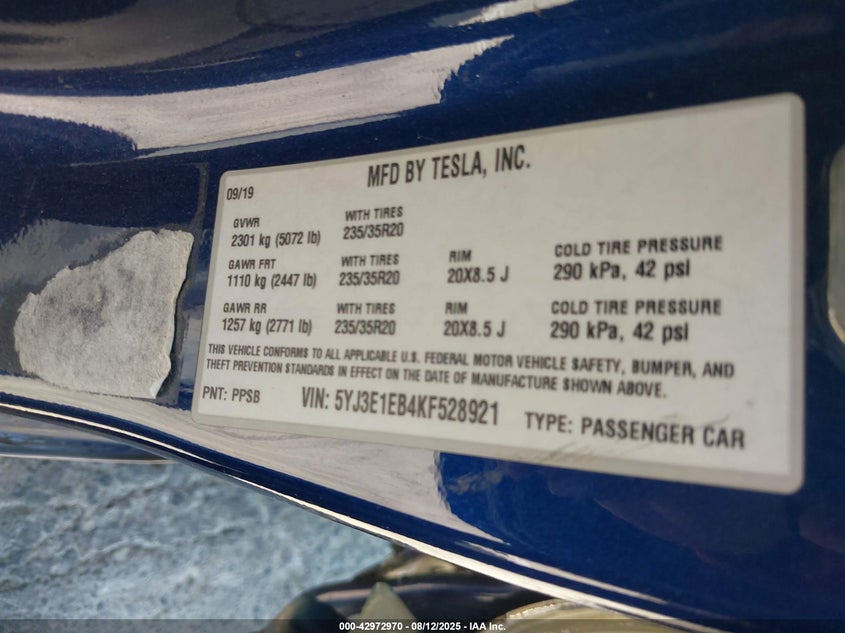 MFD BY TESLA, INC.
09/19
GVWR WITH TIRES
2301 kg (5072 lb) 235/35R20
GAWR FRT WITH TIRES RIM COLD TIRE PRESSURE
1110 kg (2447 lb) 235/35R20 20X8.5 J 290 kPa, 42 psi
GAWR RR WITH TIRES RIM COLD TIRE PRESSURE
1257 kg (2771 lb) 235/35R20 20X8.5 J 290 kPa, 42 psi
THIS VEHICLE CONFORMS TO ALL APPLICABLE U.S. FEDERAL MOTOR VEHICLE SAFETY, BUMPER, AND
THEFT PREVENTION STANDARDS IN EFFECT ON THE DATE OF MANUFACTURE SHOWN ABOVE.
PNT: PPSB VIN: 5YJ3E1EB4KF528921 TYPE: PASSENGER CAR
000-42972970 - 08/12/2025 - IAA Inc.